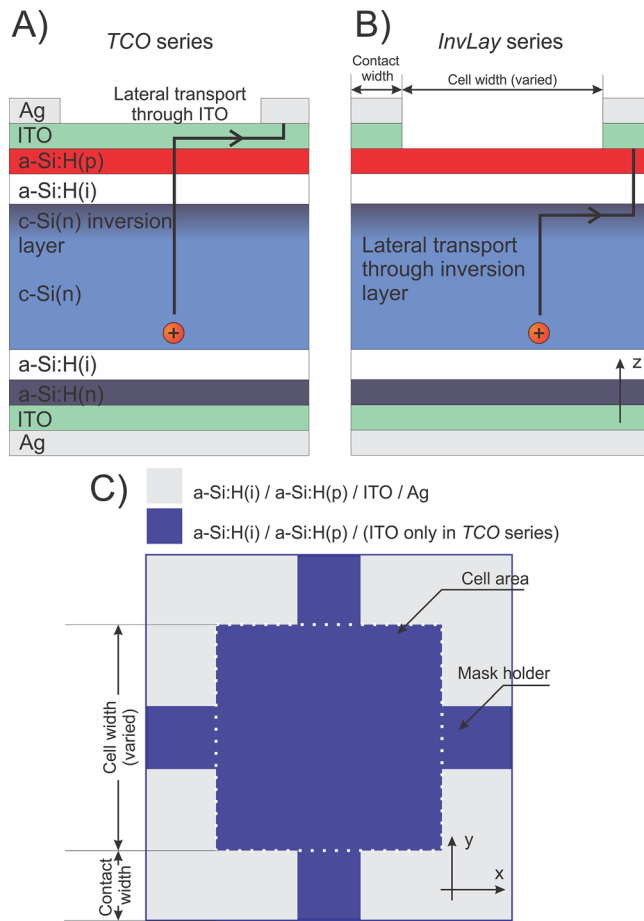 A)
TCO series
Ag
Lateral transport
through ITO
ITO
a-Si:H(p)
a-Si:H(i)
c-Si(n) inversion
layer
c-Si(n)
+
a-Si:H(i)
a-Si:H(n)
ITO
Ag
B)
InvLay series
Contact
width
Cell width (varied)
Lateral transport
through inversion
layer
+
z
C)
a-Si:H(i) / a-Si:H(p) / ITO / Ag
a-Si:H(i) / a-Si:H(p) / (ITO only in TCO series)
Cell area
Mask holder
Cell width
(varied)
Contact
width
y
x